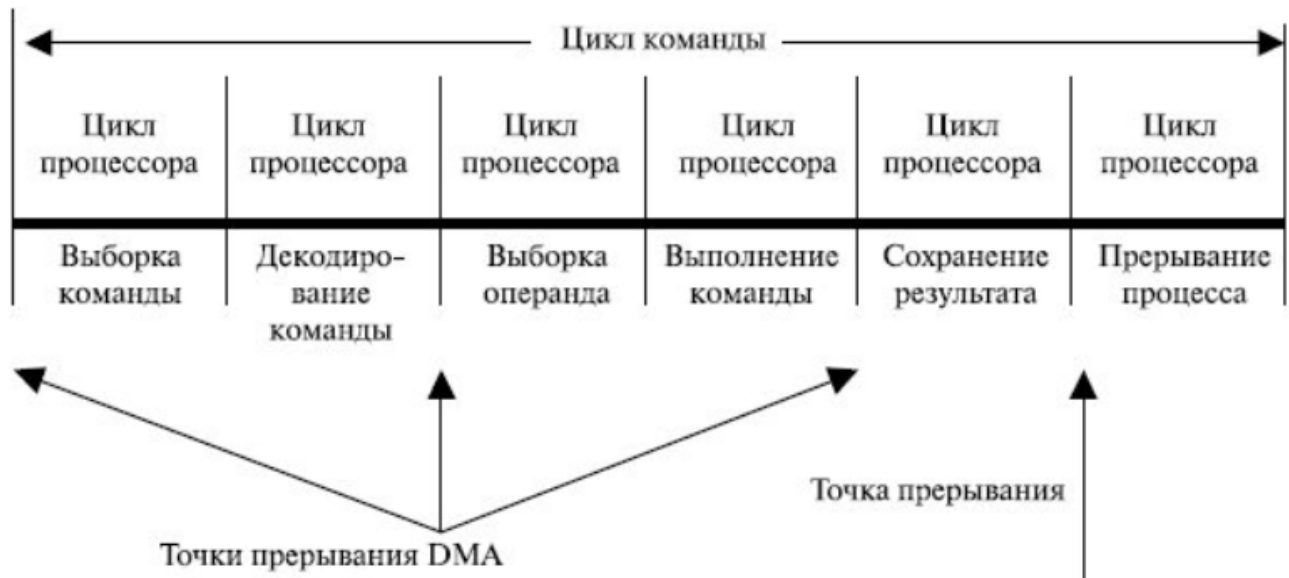 Цикл команды
Цикл Цикл Цикл Цикл Цикл Цикл
процессора процессора процессора процессора процессора процессора
Выборка Декодиро- Выборка Выполнение Сохранение Прерывание
команды вание операнда команды результата процесса
команды
Точка прерывания
Точки прерывания DMA